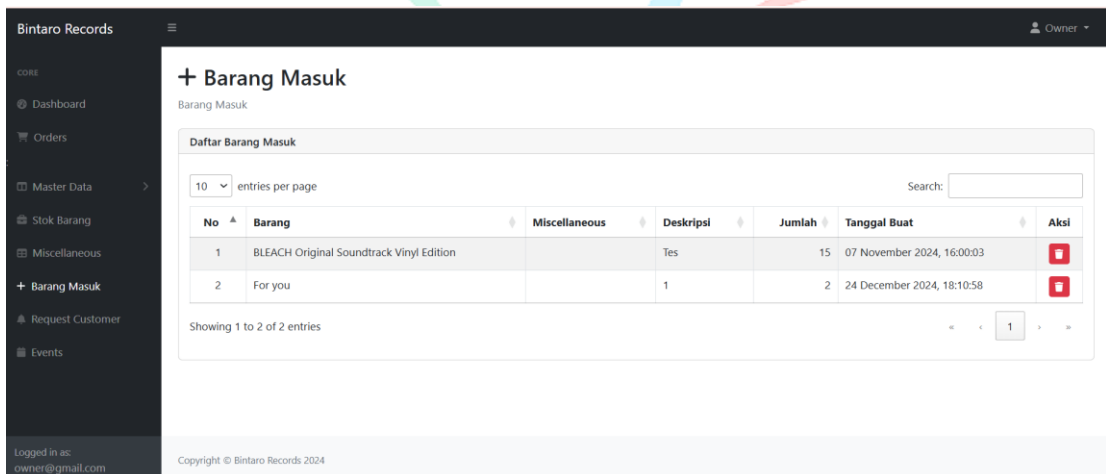 Bintaro Records
Owner
CORE
Dashboard
Orders
Master Data
Stok Barang
Miscellaneous
+ Barang Masuk
Request Customer
Events
Logged in as:
owner@gmail.com
+ Barang Masuk
Barang Masuk
Daftar Barang Masuk
10 entries per page
Search:
No Barang Miscellaneous Deskripsi Jumlah Tanggal Buat Aksi
1 BLEACH Original Soundtrack Vinyl Edition Tes 15 07 November 2024, 16:00:03
2 For you 1 2 24 December 2024, 18:10:58
Showing 1 to 2 of 2 entries
« ‹ 1 › »
Copyright © Bintaro Records 2024